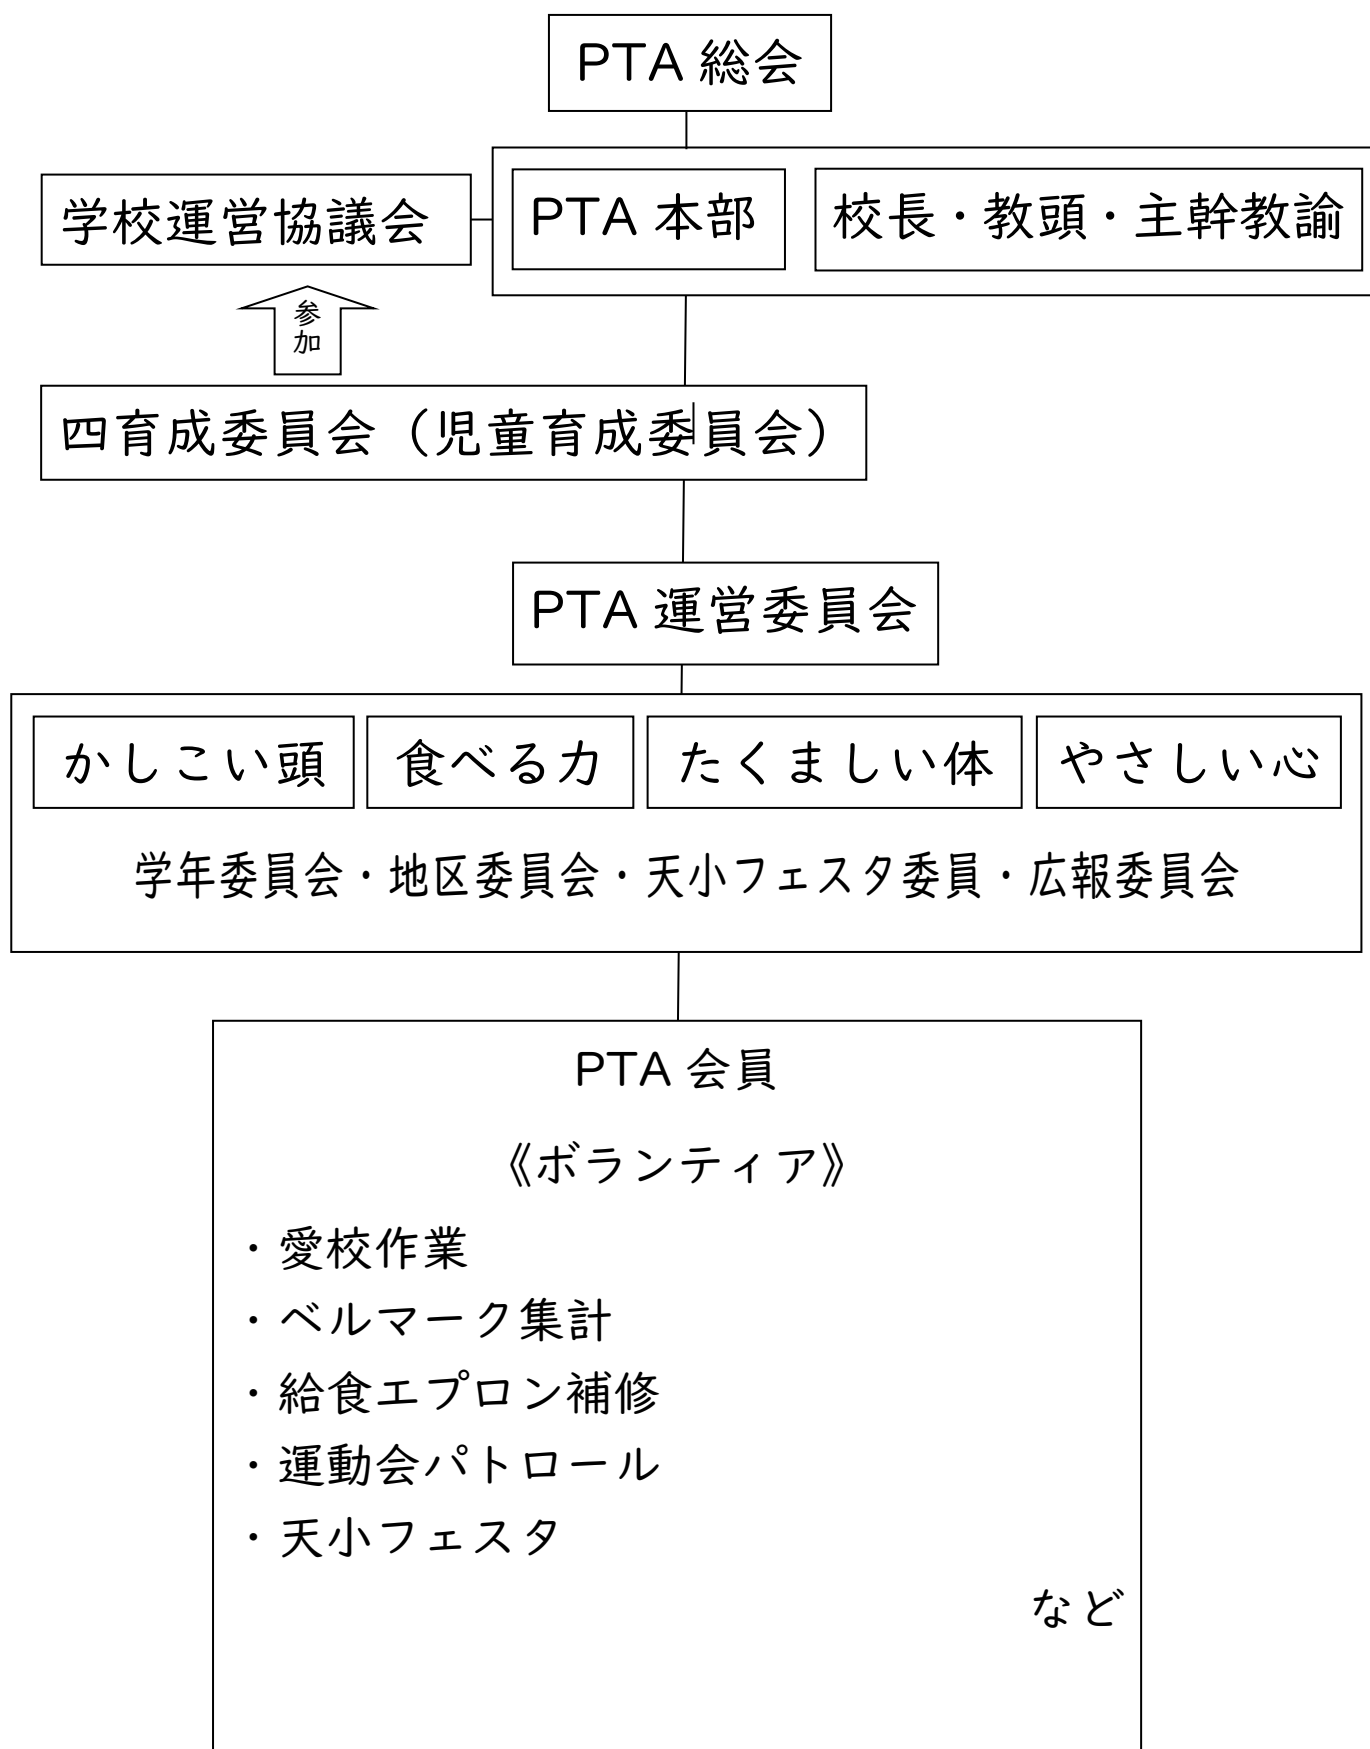 PTA 総会
学校運営協議会
PTA 本部
校長・教頭・主幹教諭
参加
四育成委員会（児童育成委員会）
PTA 運営委員会
かしこい頭
食べる力
たくましい体
やさしい心
学年委員会・地区委員会・天小フェスタ委員・広報委員会
PTA 会員
《ボランティア》
・愛校作業
・ベルマーク集計
・給食エプロン補修
・運動会パトロール
・天小フェスタ
など